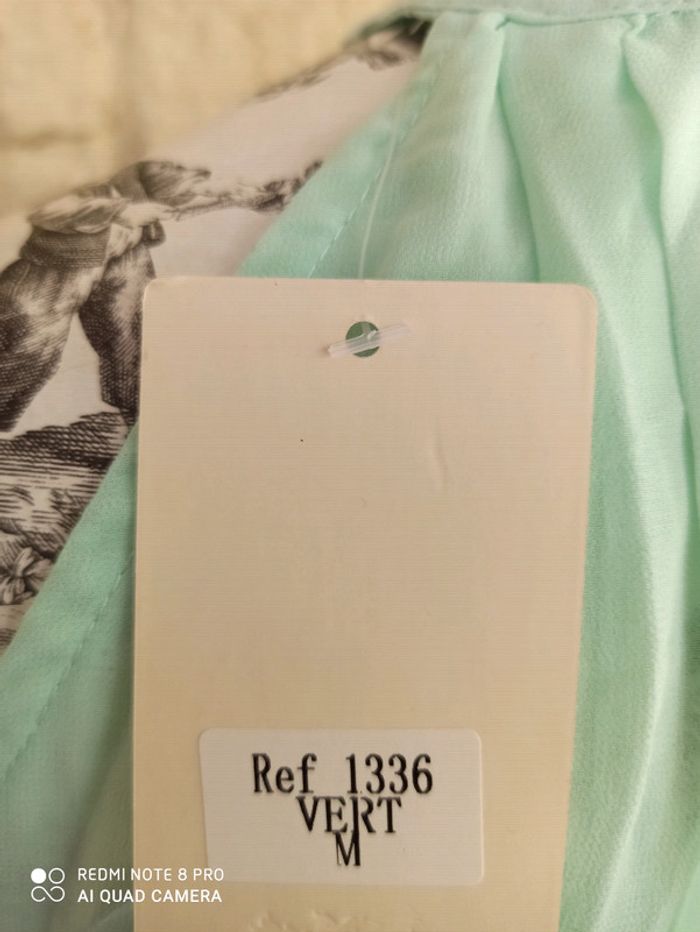 Ref 1336
VERT
M
REDMI NOTE 8 PRO
AI QUAD CAMERA